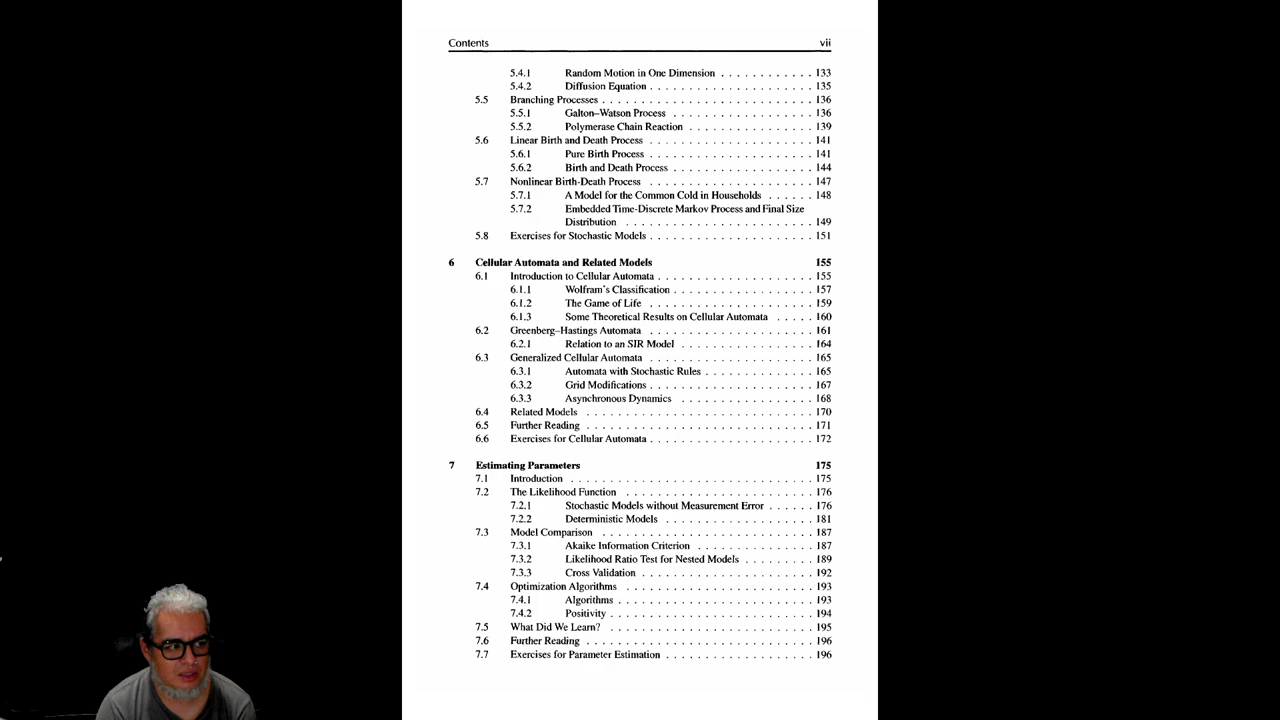 Contents vii
5.4.1 Random Motion in One Dimension . . . . . . . . . . . . 133
5.4.2 Diffusion Equation . . . . . . . . . . . . . . . . . . . . . 135
5.5 Branching Processes . . . . . . . . . . . . . . . . . . . . . . . . . . 136
5.5.1 Galton–Watson Process . . . . . . . . . . . . . . . . . . 136
5.5.2 Polymerase Chain Reaction . . . . . . . . . . . . . . . . 139
5.6 Linear Birth and Death Process . . . . . . . . . . . . . . . . . . . . 141
5.6.1 Pure Birth Process . . . . . . . . . . . . . . . . . . . . . 141
5.6.2 Birth and Death Process . . . . . . . . . . . . . . . . . . 144
5.7 Nonlinear Birth-Death Process . . . . . . . . . . . . . . . . . . . . 147
5.7.1 A Model for the Common Cold in Households . . . . . . 148
5.7.2 Embedded Time-Discrete Markov Process and Final Size
Distribution . . . . . . . . . . . . . . . . . . . . . . . . 149
5.8 Exercises for Stochastic Models . . . . . . . . . . . . . . . . . . . . 151
6 Cellular Automata and Related Models 155
6.1 Introduction to Cellular Automata . . . . . . . . . . . . . . . . . . . 155
6.1.1 Wolfram's Classification . . . . . . . . . . . . . . . . . . 157
6.1.2 The Game of Life . . . . . . . . . . . . . . . . . . . . . 159
6.1.3 Some Theoretical Results on Cellular Automata . . . . . 160
6.2 Greenberg–Hastings Automata . . . . . . . . . . . . . . . . . . . . 161
6.2.1 Relation to an SIR Model . . . . . . . . . . . . . . . . . 164
6.3 Generalized Cellular Automata . . . . . . . . . . . . . . . . . . . . 165
6.3.1 Automata with Stochastic Rules . . . . . . . . . . . . . . 165
6.3.2 Grid Modifications . . . . . . . . . . . . . . . . . . . . . 167
6.3.3 Asynchronous Dynamics . . . . . . . . . . . . . . . . . 168
6.4 Related Models . . . . . . . . . . . . . . . . . . . . . . . . . . . . 170
6.5 Further Reading . . . . . . . . . . . . . . . . . . . . . . . . . . . . 171
6.6 Exercises for Cellular Automata . . . . . . . . . . . . . . . . . . . . 172
7 Estimating Parameters 175
7.1 Introduction . . . . . . . . . . . . . . . . . . . . . . . . . . . . . . 175
7.2 The Likelihood Function . . . . . . . . . . . . . . . . . . . . . . . 176
7.2.1 Stochastic Models without Measurement Error . . . . . . 176
7.2.2 Deterministic Models . . . . . . . . . . . . . . . . . . . 181
7.3 Model Comparison . . . . . . . . . . . . . . . . . . . . . . . . . . 187
7.3.1 Akaike Information Criterion . . . . . . . . . . . . . . . 187
7.3.2 Likelihood Ratio Test for Nested Models . . . . . . . . . 189
7.3.3 Cross Validation . . . . . . . . . . . . . . . . . . . . . . 192
7.4 Optimization Algorithms . . . . . . . . . . . . . . . . . . . . . . . 193
7.4.1 Algorithms . . . . . . . . . . . . . . . . . . . . . . . . . 193
7.4.2 Positivity . . . . . . . . . . . . . . . . . . . . . . . . . . 194
7.5 What Did We Learn? . . . . . . . . . . . . . . . . . . . . . . . . . 195
7.6 Further Reading . . . . . . . . . . . . . . . . . . . . . . . . . . . . 196
7.7 Exercises for Parameter Estimation . . . . . . . . . . . . . . . . . . 196